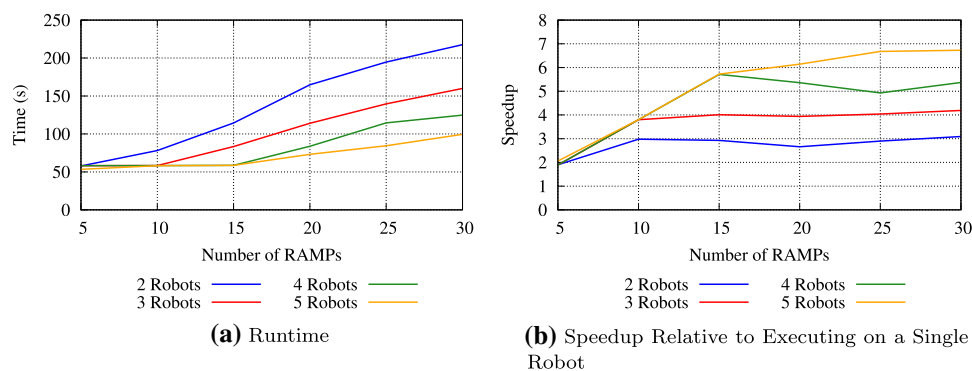 250
200
150
100
50
0
Time (s)
5 10 15 20 25 30
Number of RAMPs
2 Robots 4 Robots
3 Robots 5 Robots
(a) Runtime
8
7
6
5
4
3
2
1
0
Speedup
5 10 15 20 25 30
Number of RAMPs
2 Robots 4 Robots
3 Robots 5 Robots
(b) Speedup Relative to Executing on a Single
Robot